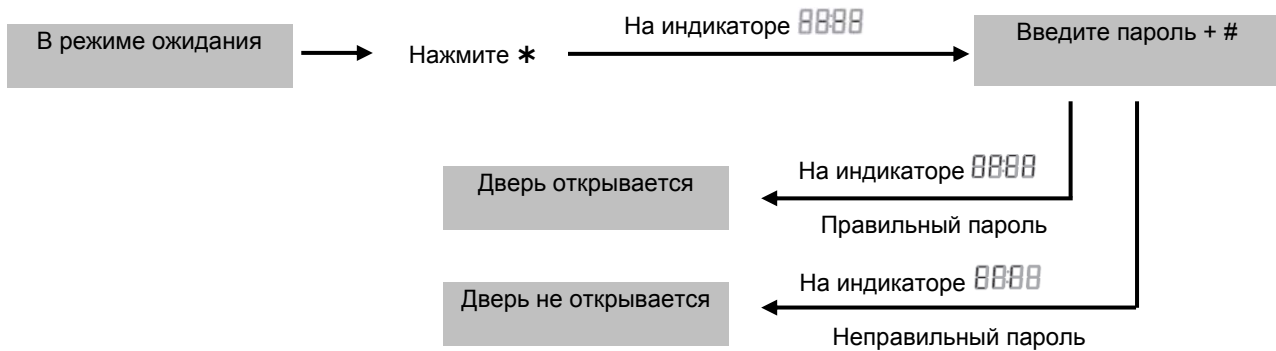 В режиме ожидания
Нажмите *
На индикаторе
Введите пароль + #
Дверь открывается
На индикаторе
Правильный пароль
Дверь не открывается
На индикаторе
Неправильный пароль